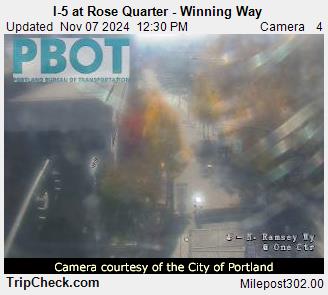 I-5 at Rose Quarter - Winning Way
Updated Nov 07 2024 12:30 PM Camera 4
PBOT
PORTLAND BUREAU OF TRANSPORTATION
N. Ramsey Wy
@ One Ctr
Camera courtesy of the City of Portland
TripCheck.com Milepost302.00